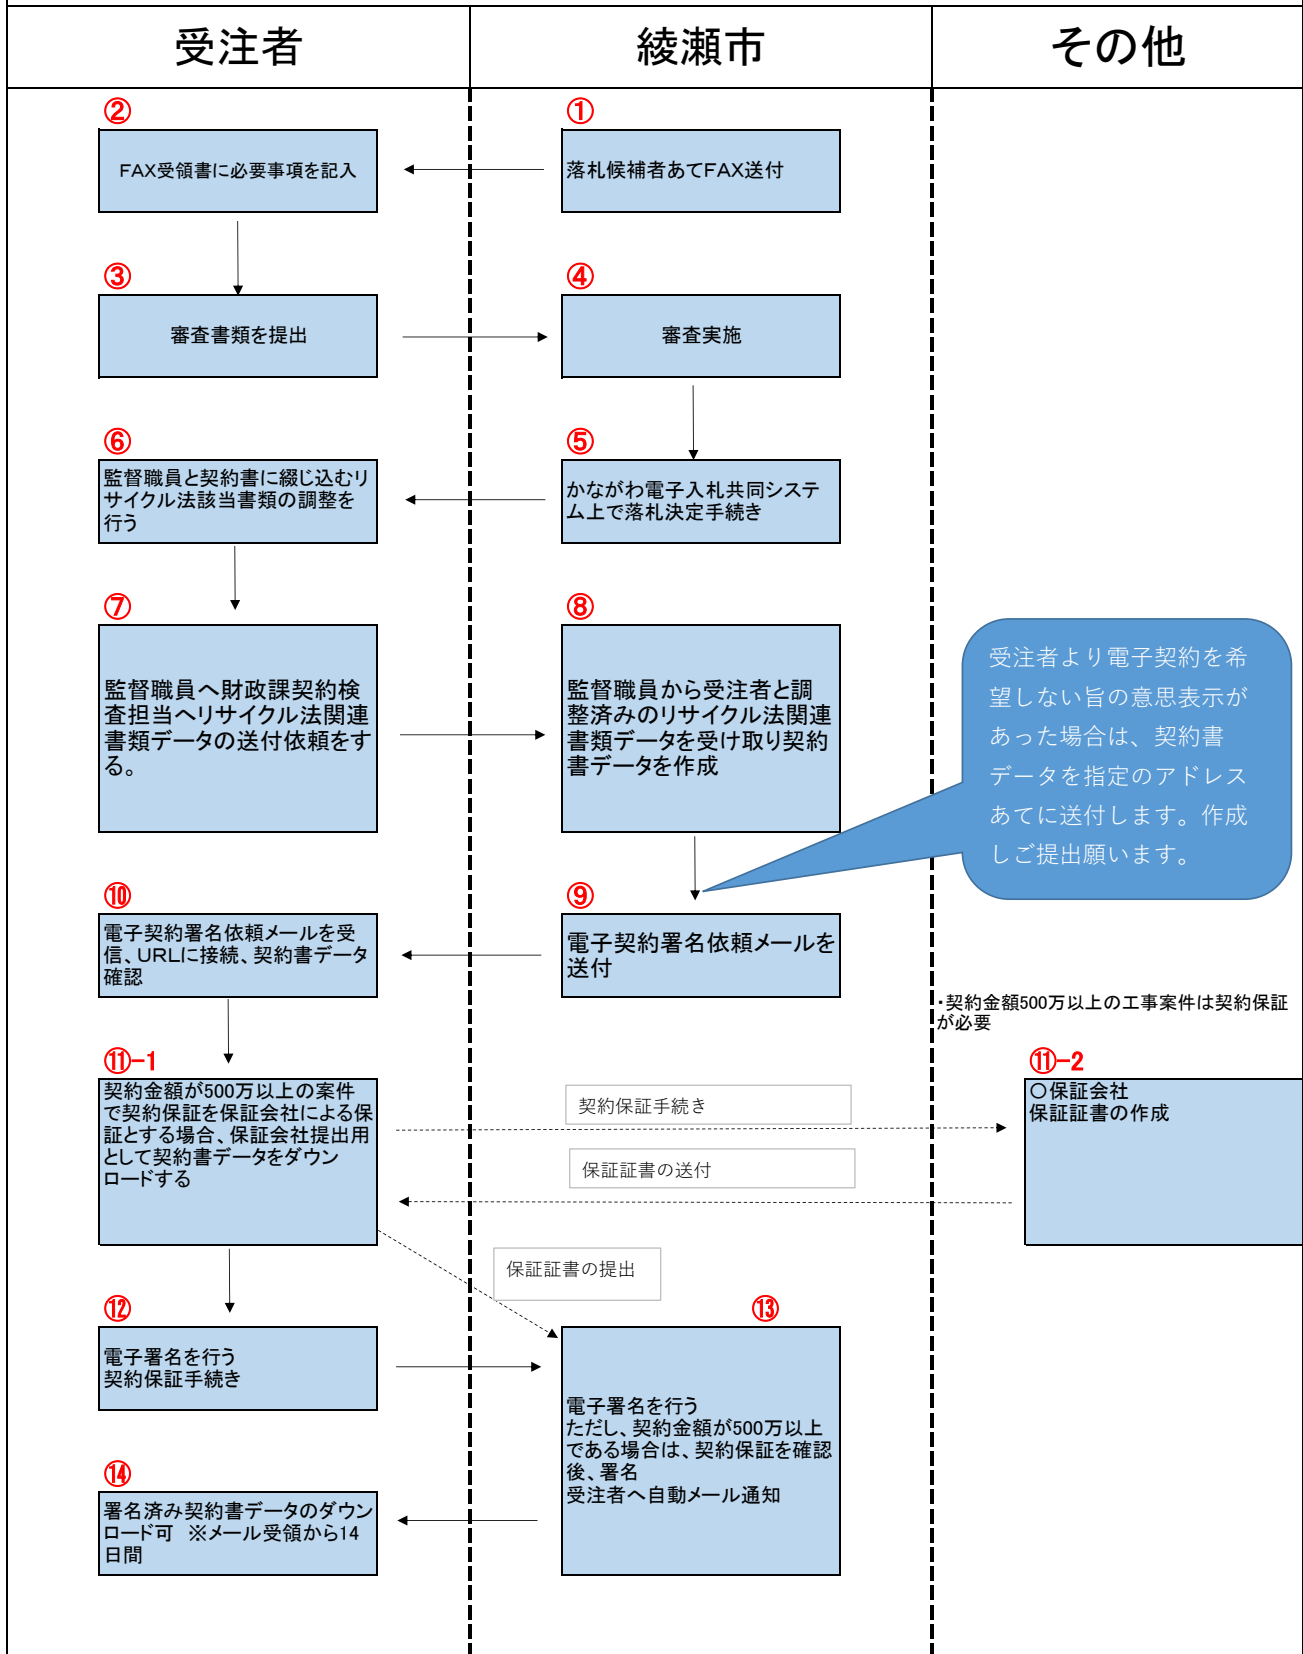 受注者
綾瀬市
その他
②
①
FAX受領書に必要事項を記入
落札候補者あてFAX送付
③
④
審査書類を提出
審査実施
⑥
⑤
監督職員と契約書に綴じ込むリ
サイクル法該当書類の調整を
行う
かながわ電子入札共同システ
ム上で落札決定手続き
⑦
⑧
監督職員へ財政課契約検
査担当へリサイクル法関連
書類データの送付依頼をす
る。
監督職員から受注者と調
整済みのリサイクル法関連
書類データを受け取り契約
書データを作成
受注者より電子契約を希
望しない旨の意思表示が
あった場合は、契約書
データを指定のアドレス
あてに送付します。作成
しご提出願います。
⑩
⑨
電子契約署名依頼メールを受
信、URLに接続、契約書データ
確認
電子契約署名依頼メールを
送付
・契約金額500万以上の工事案件は契約保証
が必要
⑪-1
⑪-2
契約金額が500万以上の案件
で契約保証を保証会社による保
証とする場合、保証会社提出用
として契約書データをダウン
ロードする
契約保証手続き
保証証書の送付
○保証会社
保証証書の作成
保証証書の提出
⑫
⑬
電子署名を行う
契約保証手続き
電子署名を行う
ただし、契約金額が500万以上
である場合は、契約保証を確認
後、署名
受注者へ自動メール通知
⑭
署名済み契約書データのダウン
ロード可　※メール受領から14
日間